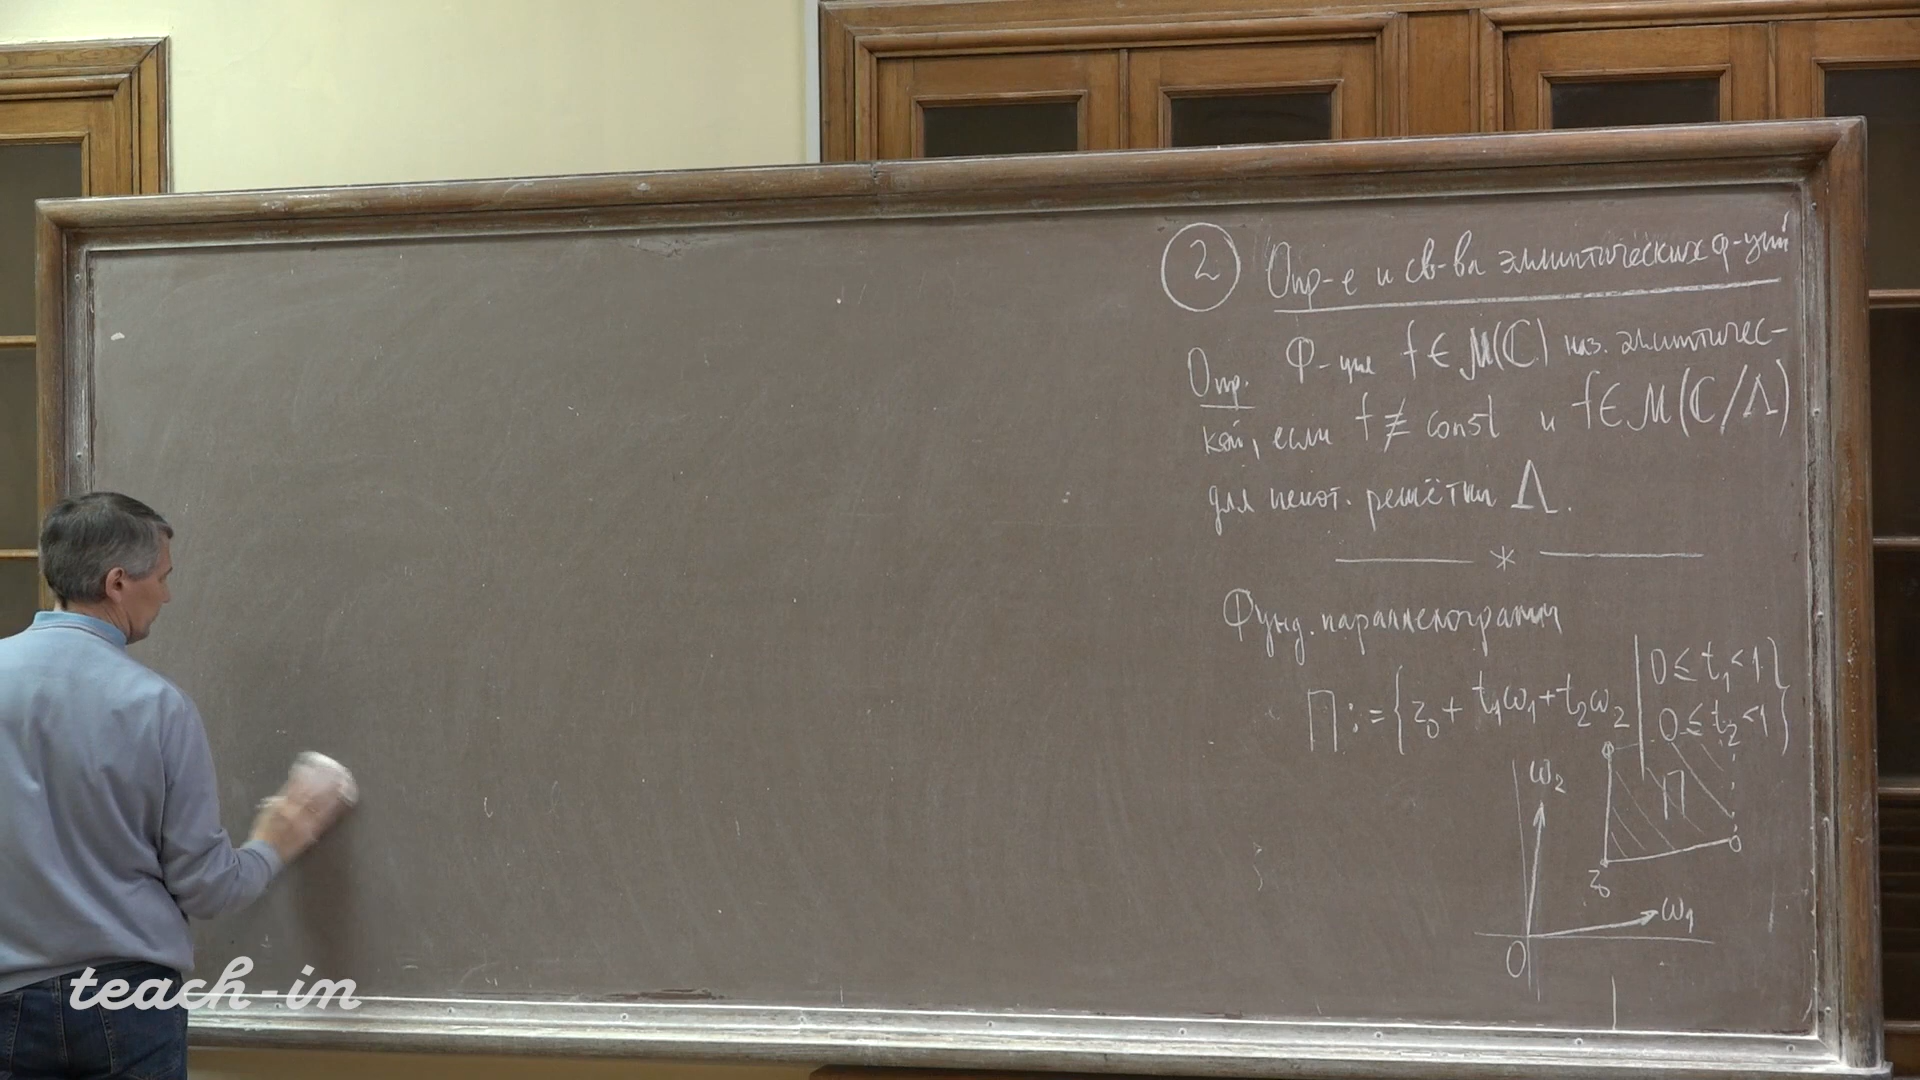 2 Опр-е и св-ва эллиптических ф-ций
Опр. Ф-ция f ∈ M(ℂ) наз. эллиптичес-
кой, если f ≢ const и f ∈ M(ℂ/Λ)
для некот. решётки Λ.
*
Фунд. параллелограмм
Π := {z₀ + t₁ω₁ + t₂ω₂ | 0 ≤ t₁ < 1, 0 ≤ t₂ < 1}
ω₂
Π
z₀
ω₁
0
teach-in